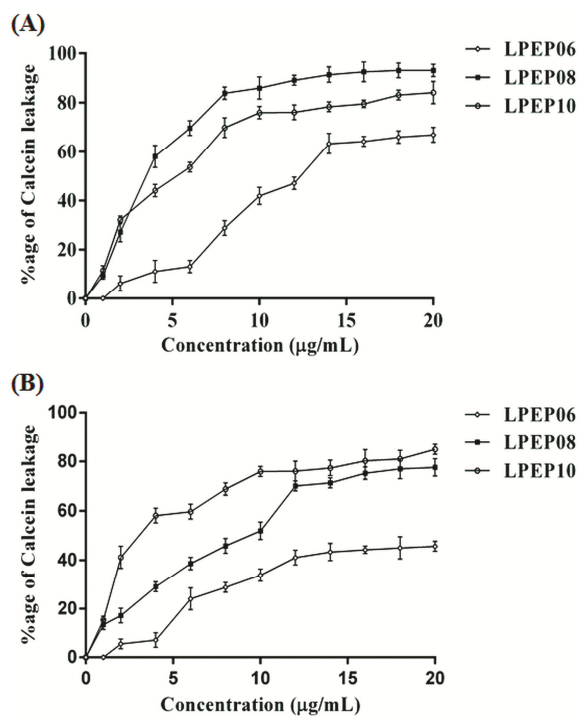 (A)
100
80
60
40
20
0
%age of Calcein leakage
0 5 10 15 20
Concentration (µg/mL)
LPEP06
LPEP08
LPEP10
(B)
100
80
60
40
20
0
%age of Calcein leakage
0 5 10 15 20
Concentration (µg/mL)
LPEP06
LPEP08
LPEP10